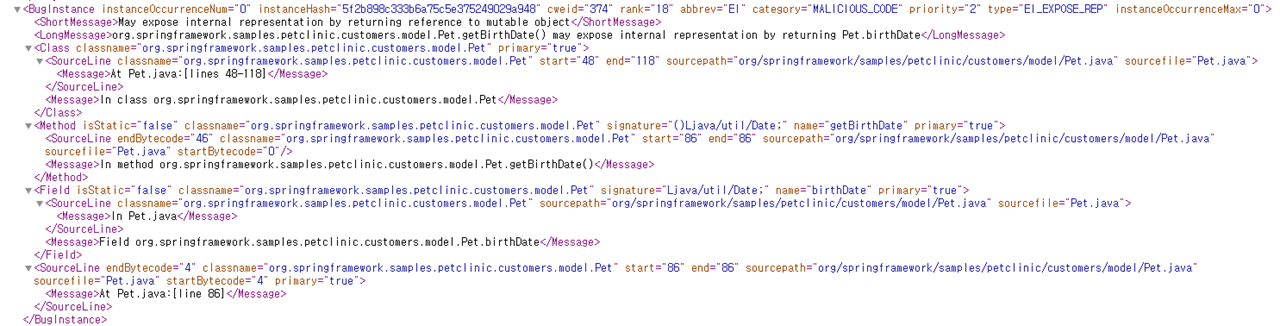 ▼<BugInstance instanceOccurrenceNum="0" instanceHash="5f2b898c333b6a75c5e375249029a948" cweid="374" rank="18" abbrev="EI" category="MALICIOUS_CODE" priority="2" type="EI_EXPOSE_REP" instanceOccurrenceMax="0">
<ShortMessage>May expose internal representation by returning reference to mutable object</ShortMessage>
<LongMessage>org.springframework.samples.petclinic.customers.model.Pet.getBirthDate() may expose internal representation by returning Pet.birthDate</LongMessage>
▼<Class classname="org.springframework.samples.petclinic.customers.model.Pet" primary="true">
▼<SourceLine classname="org.springframework.samples.petclinic.customers.model.Pet" start="48" end="118" sourcepath="org/springframework/samples/petclinic/customers/model/Pet.java" sourcefile="Pet.java">
<Message>At Pet.java:[lines 48-118]</Message>
</SourceLine>
<Message>In class org.springframework.samples.petclinic.customers.model.Pet</Message>
</Class>
▼<Method isStatic="false" classname="org.springframework.samples.petclinic.customers.model.Pet" signature="()Ljava/util/Date;" name="getBirthDate" primary="true">
<SourceLine endBytecode="46" classname="org.springframework.samples.petclinic.customers.model.Pet" start="86" end="86" sourcepath="org/springframework/samples/petclinic/customers/model/Pet.java"
sourcefile="Pet.java" startBytecode="0"/>
<Message>In method org.springframework.samples.petclinic.customers.model.Pet.getBirthDate()</Message>
</Method>
▼<Field isStatic="false" classname="org.springframework.samples.petclinic.customers.model.Pet" signature="Ljava/util/Date;" name="birthDate" primary="true">
▼<SourceLine classname="org.springframework.samples.petclinic.customers.model.Pet" sourcepath="org/springframework/samples/petclinic/customers/model/Pet.java" sourcefile="Pet.java">
<Message>In Pet.java</Message>
</SourceLine>
<Message>Field org.springframework.samples.petclinic.customers.model.Pet.birthDate</Message>
</Field>
▼<SourceLine endBytecode="4" classname="org.springframework.samples.petclinic.customers.model.Pet" start="86" end="86" sourcepath="org/springframework/samples/petclinic/customers/model/Pet.java"
sourcefile="Pet.java" startBytecode="4" primary="true">
<Message>At Pet.java:[line 86]</Message>
</SourceLine>
</BugInstance>